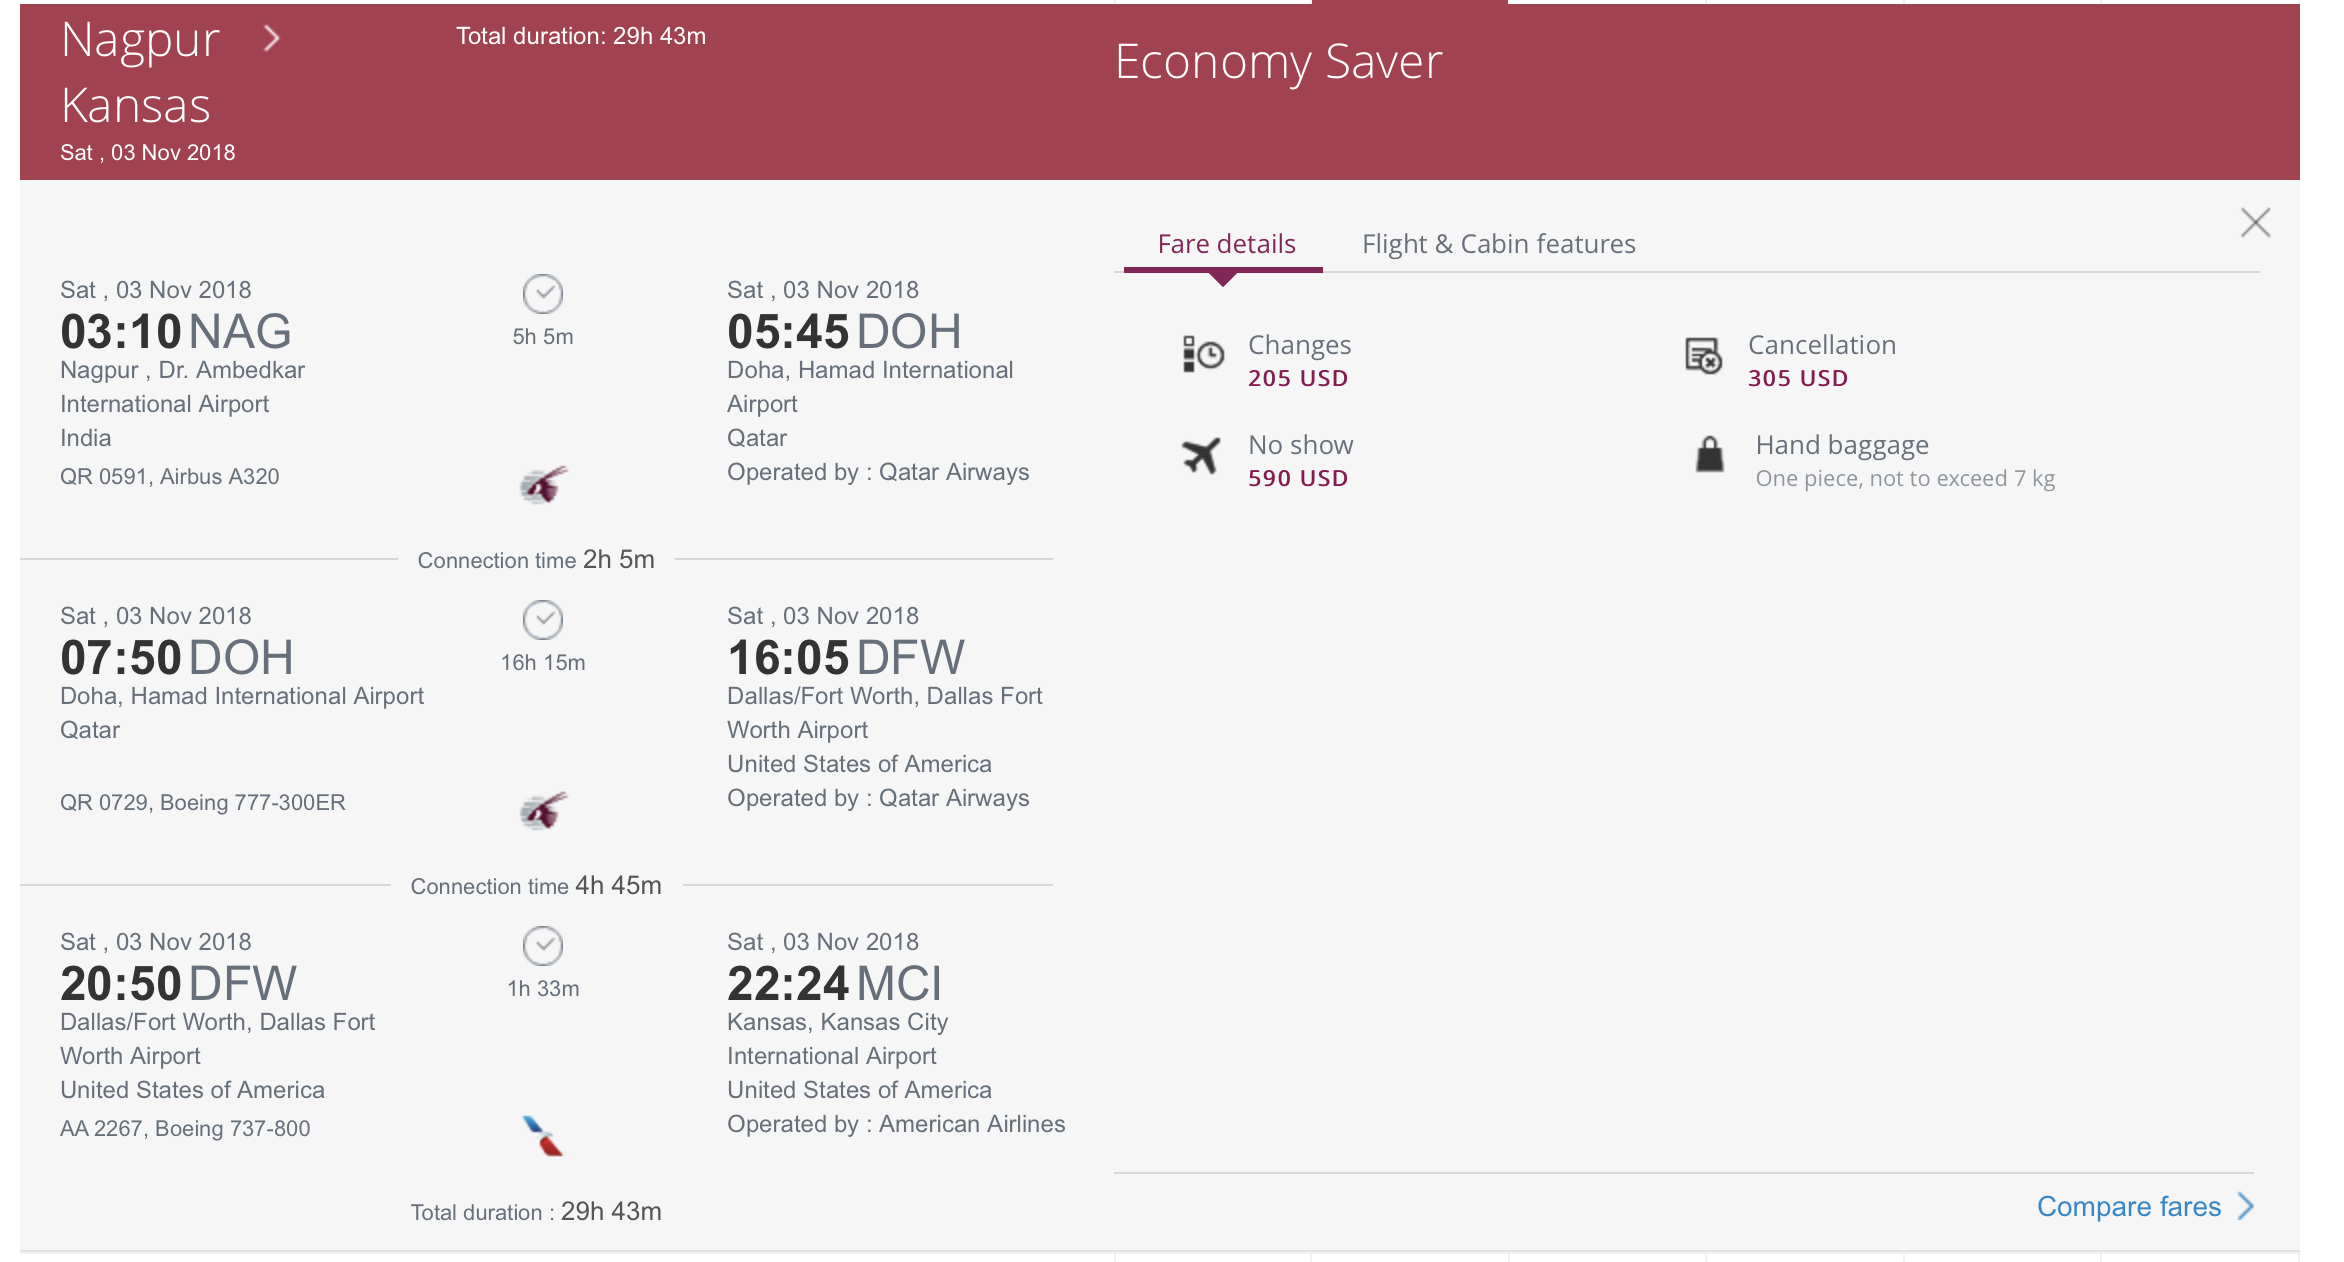 Nagpur
Kansas
Sat , 03 Nov 2018
Total duration: 29h 43m
Economy Saver
Sat , 03 Nov 2018
03:10 NAG
Nagpur , Dr. Ambedkar
International Airport
India
QR 0591, Airbus A320
5h 5m
Sat , 03 Nov 2018
05:45 DOH
Doha, Hamad International
Airport
Qatar
Operated by : Qatar Airways
Connection time 2h 5m
Sat , 03 Nov 2018
07:50 DOH
Doha, Hamad International Airport
Qatar
QR 0729, Boeing 777-300ER
16h 15m
Sat , 03 Nov 2018
16:05 DFW
Dallas/Fort Worth, Dallas Fort
Worth Airport
United States of America
Operated by : Qatar Airways
Connection time 4h 45m
Sat , 03 Nov 2018
20:50 DFW
Dallas/Fort Worth, Dallas Fort
Worth Airport
United States of America
AA 2267, Boeing 737-800
1h 33m
Sat , 03 Nov 2018
22:24 MCI
Kansas, Kansas City
International Airport
United States of America
Operated by : American Airlines
Total duration : 29h 43m
Fare details
Flight & Cabin features
Changes
205 USD
Cancellation
305 USD
No show
590 USD
Hand baggage
One piece, not to exceed 7 kg
Compare fares